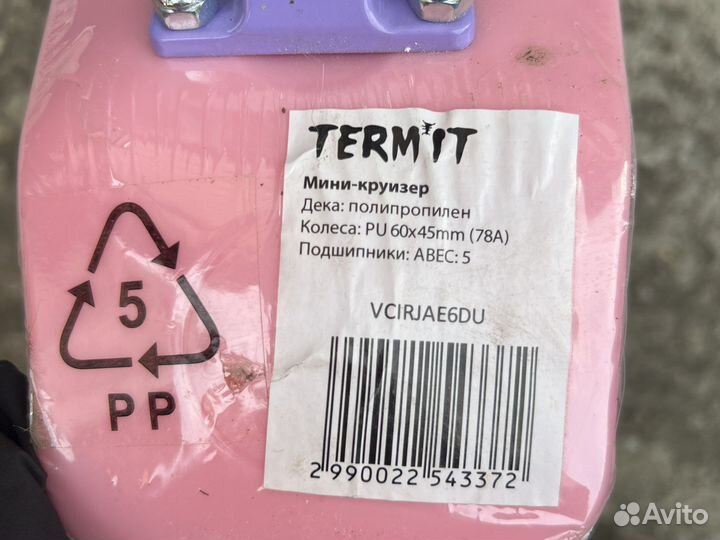 TERMIT
Мини-круизер
Дека: полипропилен
Колеса: PU 60x45mm (78A)
Подшипники: ABEC: 5
VCIRJAE6DU
2 990022 543372
5
PP
Avito